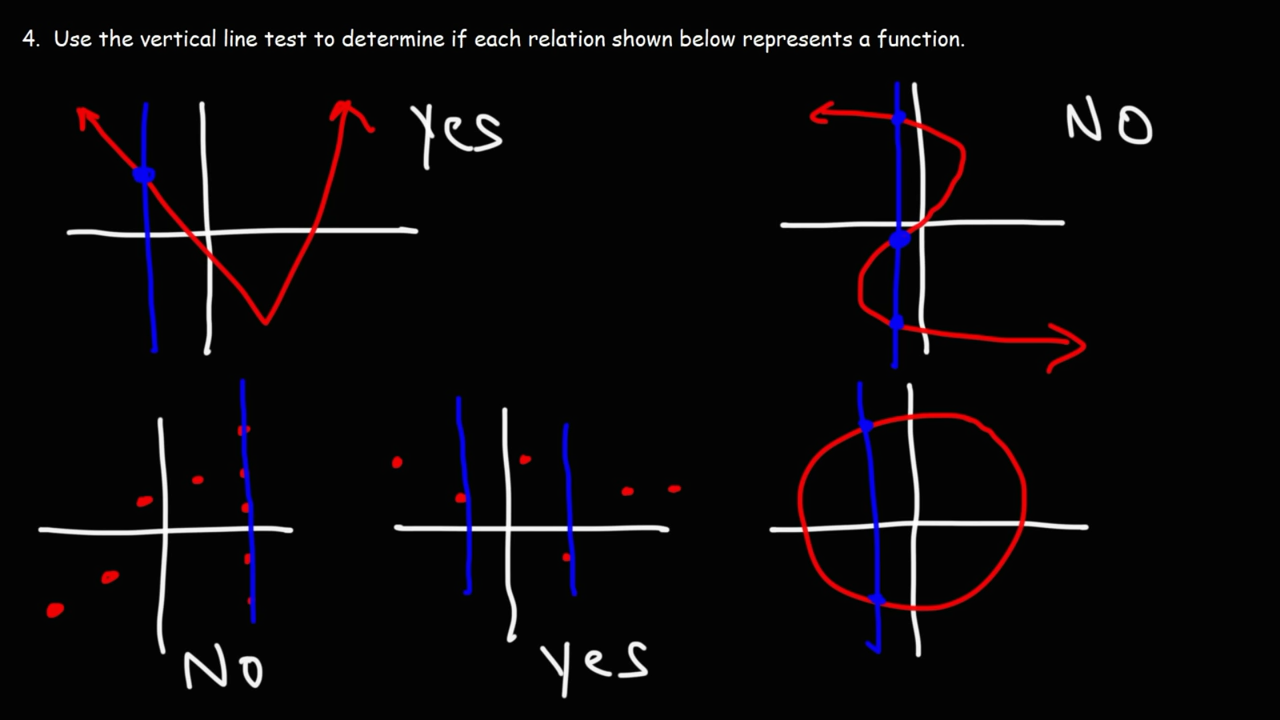 4. Use the vertical line test to determine if each relation shown below represents a function.
Yes
NO
No
Yes